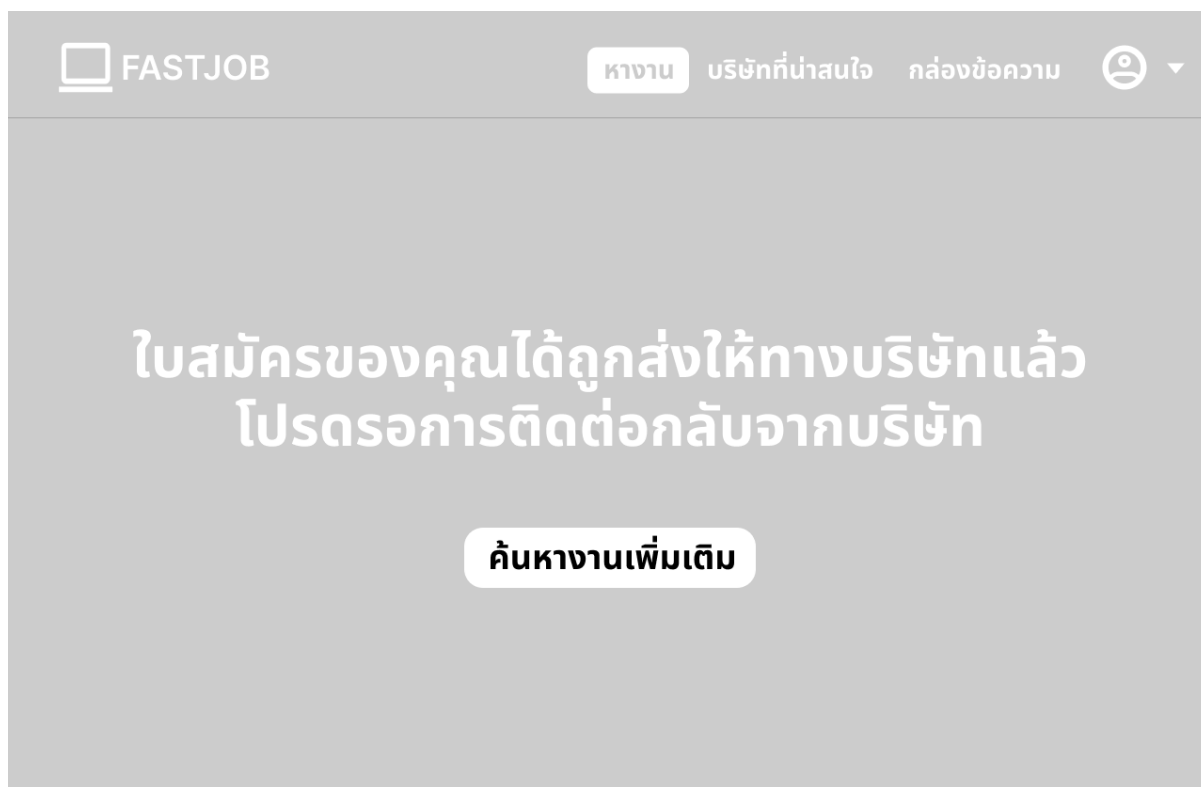 FASTJOB
หางาน บริษัทที่น่าสนใจ กล่องข้อความ
ใบสมัครของคุณได้ถูกส่งให้ทางบริษัทแล้ว
โปรดรอการติดต่อกลับจากบริษัท
ค้นหางานเพิ่มเติม